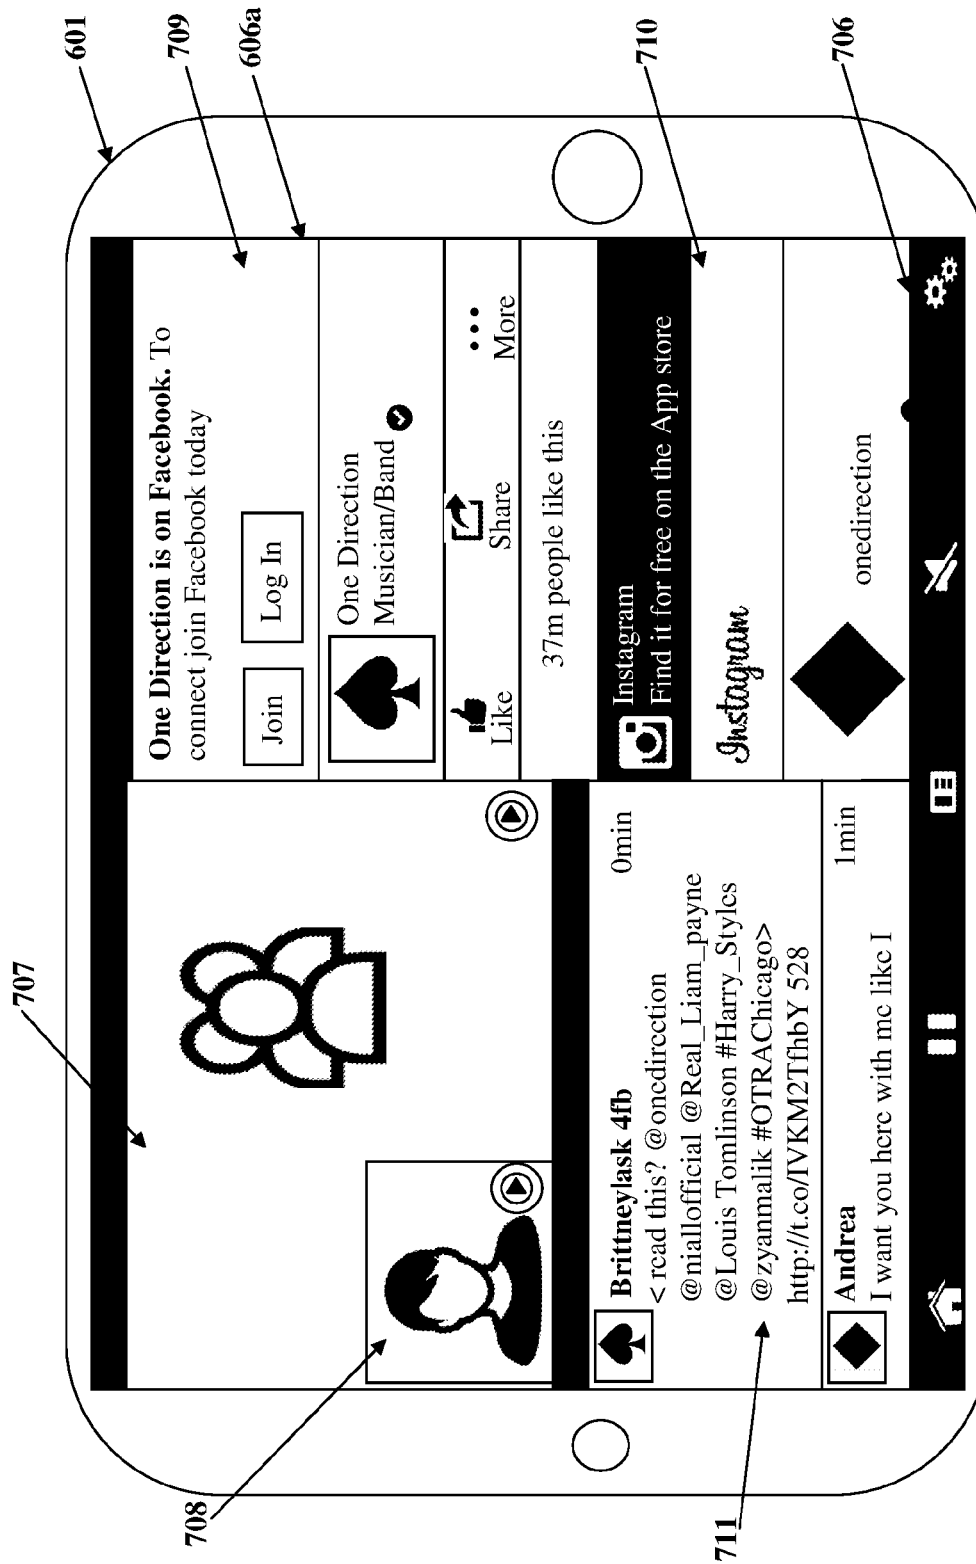 601
709
606a
710
706
707
708
711
One Direction is on Facebook. To
connect join Facebook today
Join
Log In
One Direction
Musician/Band
Like
Share
More
37m people like this
Instagram
Find it for free on the App store
Instagram
onedirection
Brittney|ask 4fb
0min
< read this? @onedirection
@niallofficial @Real_Liam_payne
@Louis Tomlinson #Harry_Styles
@zyanmalik #OTRAChicago>
http://t.co/IVKM2TfhbY 528
Andrea
1min
I want you here with me like I